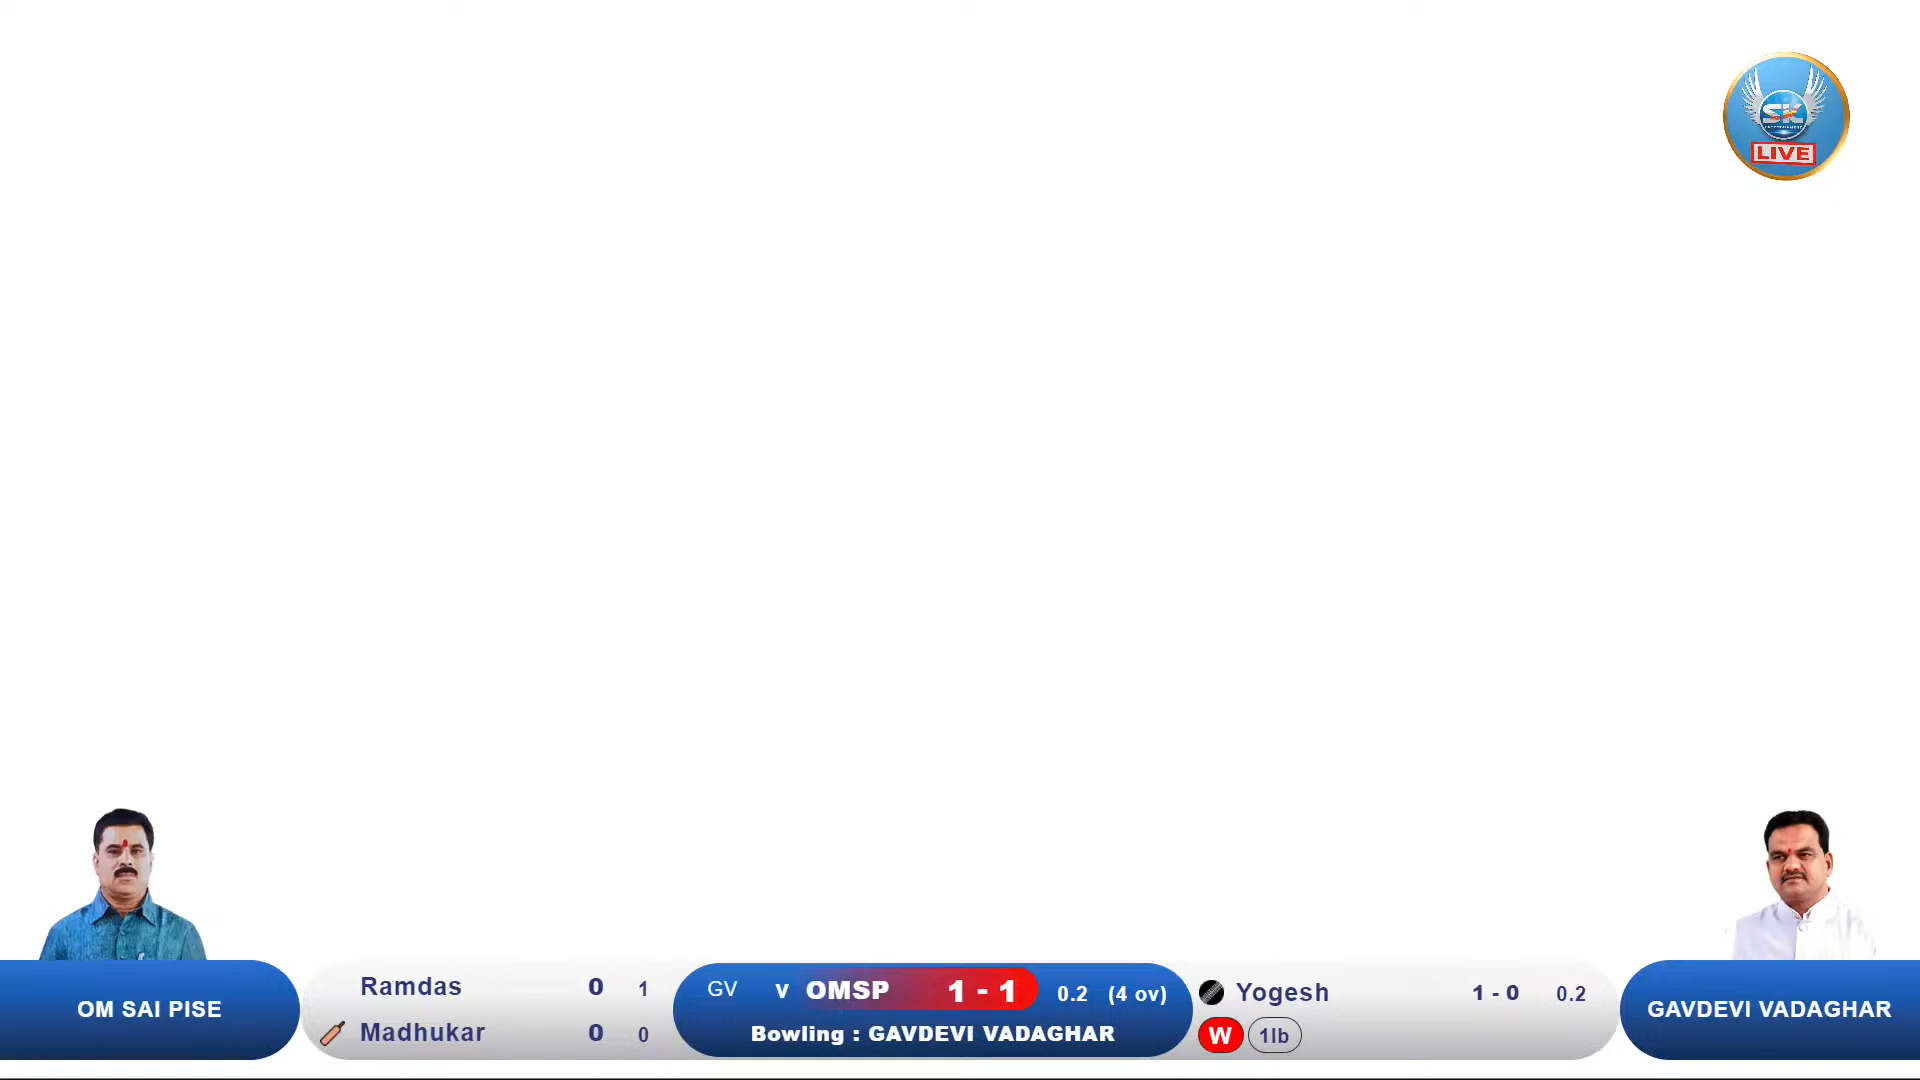 SK
LIVE
OM SAI PISE
Ramdas 0 1
Madhukar 0 0
GV v OMSP 1 - 1 0.2 (4 ov)
Bowling : GAVDEVI VADAGHAR
Yogesh 1 - 0 0.2
W 1lb
GAVDEVI VADAGHAR